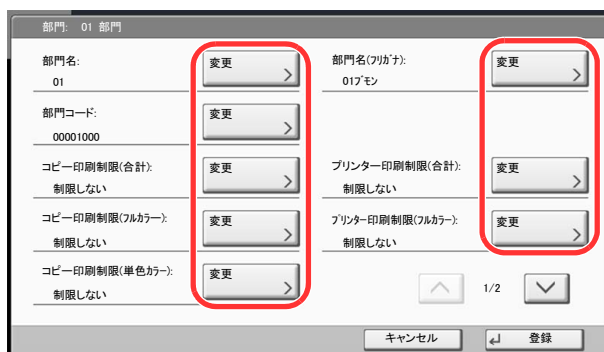 部門: 01 部門
部門名:
01
変更
部門名(フリガナ):
01ブモン
変更
部門コード:
00001000
変更
コピー印刷制限(合計):
制限しない
変更
プリンター印刷制限(合計):
制限しない
変更
コピー印刷制限(フルカラー):
制限しない
変更
プリンター印刷制限(フルカラー):
制限しない
変更
コピー印刷制限(単色カラー):
制限しない
変更
1/2
キャンセル
登録